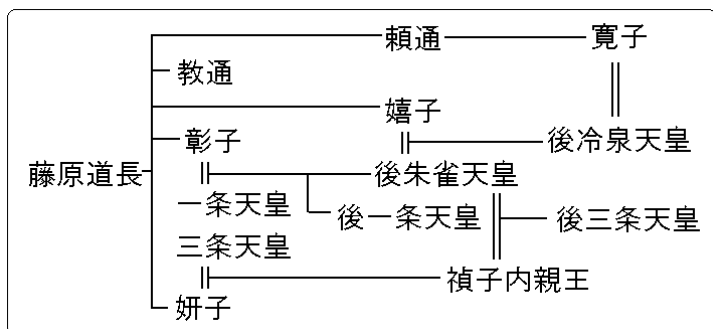 頼通
寛子
教通
嬉子
彰子
後冷泉天皇
藤原道長
後朱雀天皇
一条天皇
後一条天皇
後三条天皇
三条天皇
禎子内親王
妍子